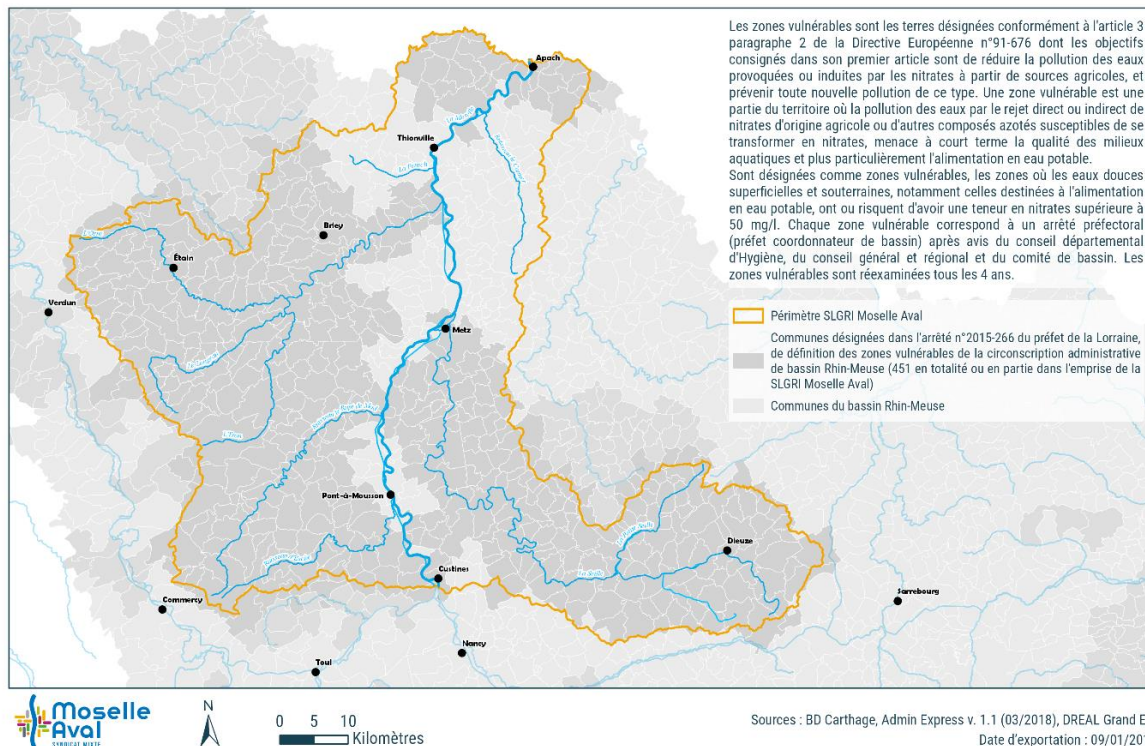 Les zones vulnérables sont les terres désignées conformément à l'article 3
paragraphe 2 de la Directive Européenne n°91-676 dont les objectifs
consignés dans son premier article sont de réduire la pollution des eaux
provoquées ou induites par les nitrates à partir de sources agricoles, et
prévenir toute nouvelle pollution de ce type. Une zone vulnérable est une
partie du territoire où la pollution des eaux par le rejet direct ou indirect de
nitrates d'origine agricole ou d'autres composés azotés susceptibles de se
transformer en nitrates, menace à court terme la qualité des milieux
aquatiques et plus particulièrement l'alimentation en eau potable.
Sont désignées comme zones vulnérables, les zones où les eaux douces
superficielles et souterraines, notamment celles destinées à l'alimentation
en eau potable, ont ou risquent d'avoir une teneur en nitrates supérieure à
50 mg/l. Chaque zone vulnérable correspond à un arrêté préfectoral
(préfet coordonnateur de bassin) après avis du conseil départemental
d'Hygiène, du conseil général et régional et du comité de bassin. Les
zones vulnérables sont réexaminées tous les 4 ans.
Périmètre SLGRI Moselle Aval
Communes désignées dans l'arrêté n°2015-266 du préfet de la Lorraine,
de définition des zones vulnérables de la circonscription administrative
de bassin Rhin-Meuse (451 en totalité ou en partie dans l'emprise de la
SLGRI Moselle Aval)
Communes du bassin Rhin-Meuse
Apach
Thionville
Briey
L'Orne
Étain
Verdun
Metz
Pont-à-Mousson
Dieuze
La Seille
Custines
Commercy
Sarrebourg
Nancy
Toul
Moselle
Aval
SYNDICAT MIXTE
N
0 5 10
Kilomètres
Sources : BD Carthage, Admin Express v. 1.1 (03/2018), DREAL Grand E
Date d'exportation : 09/01/20